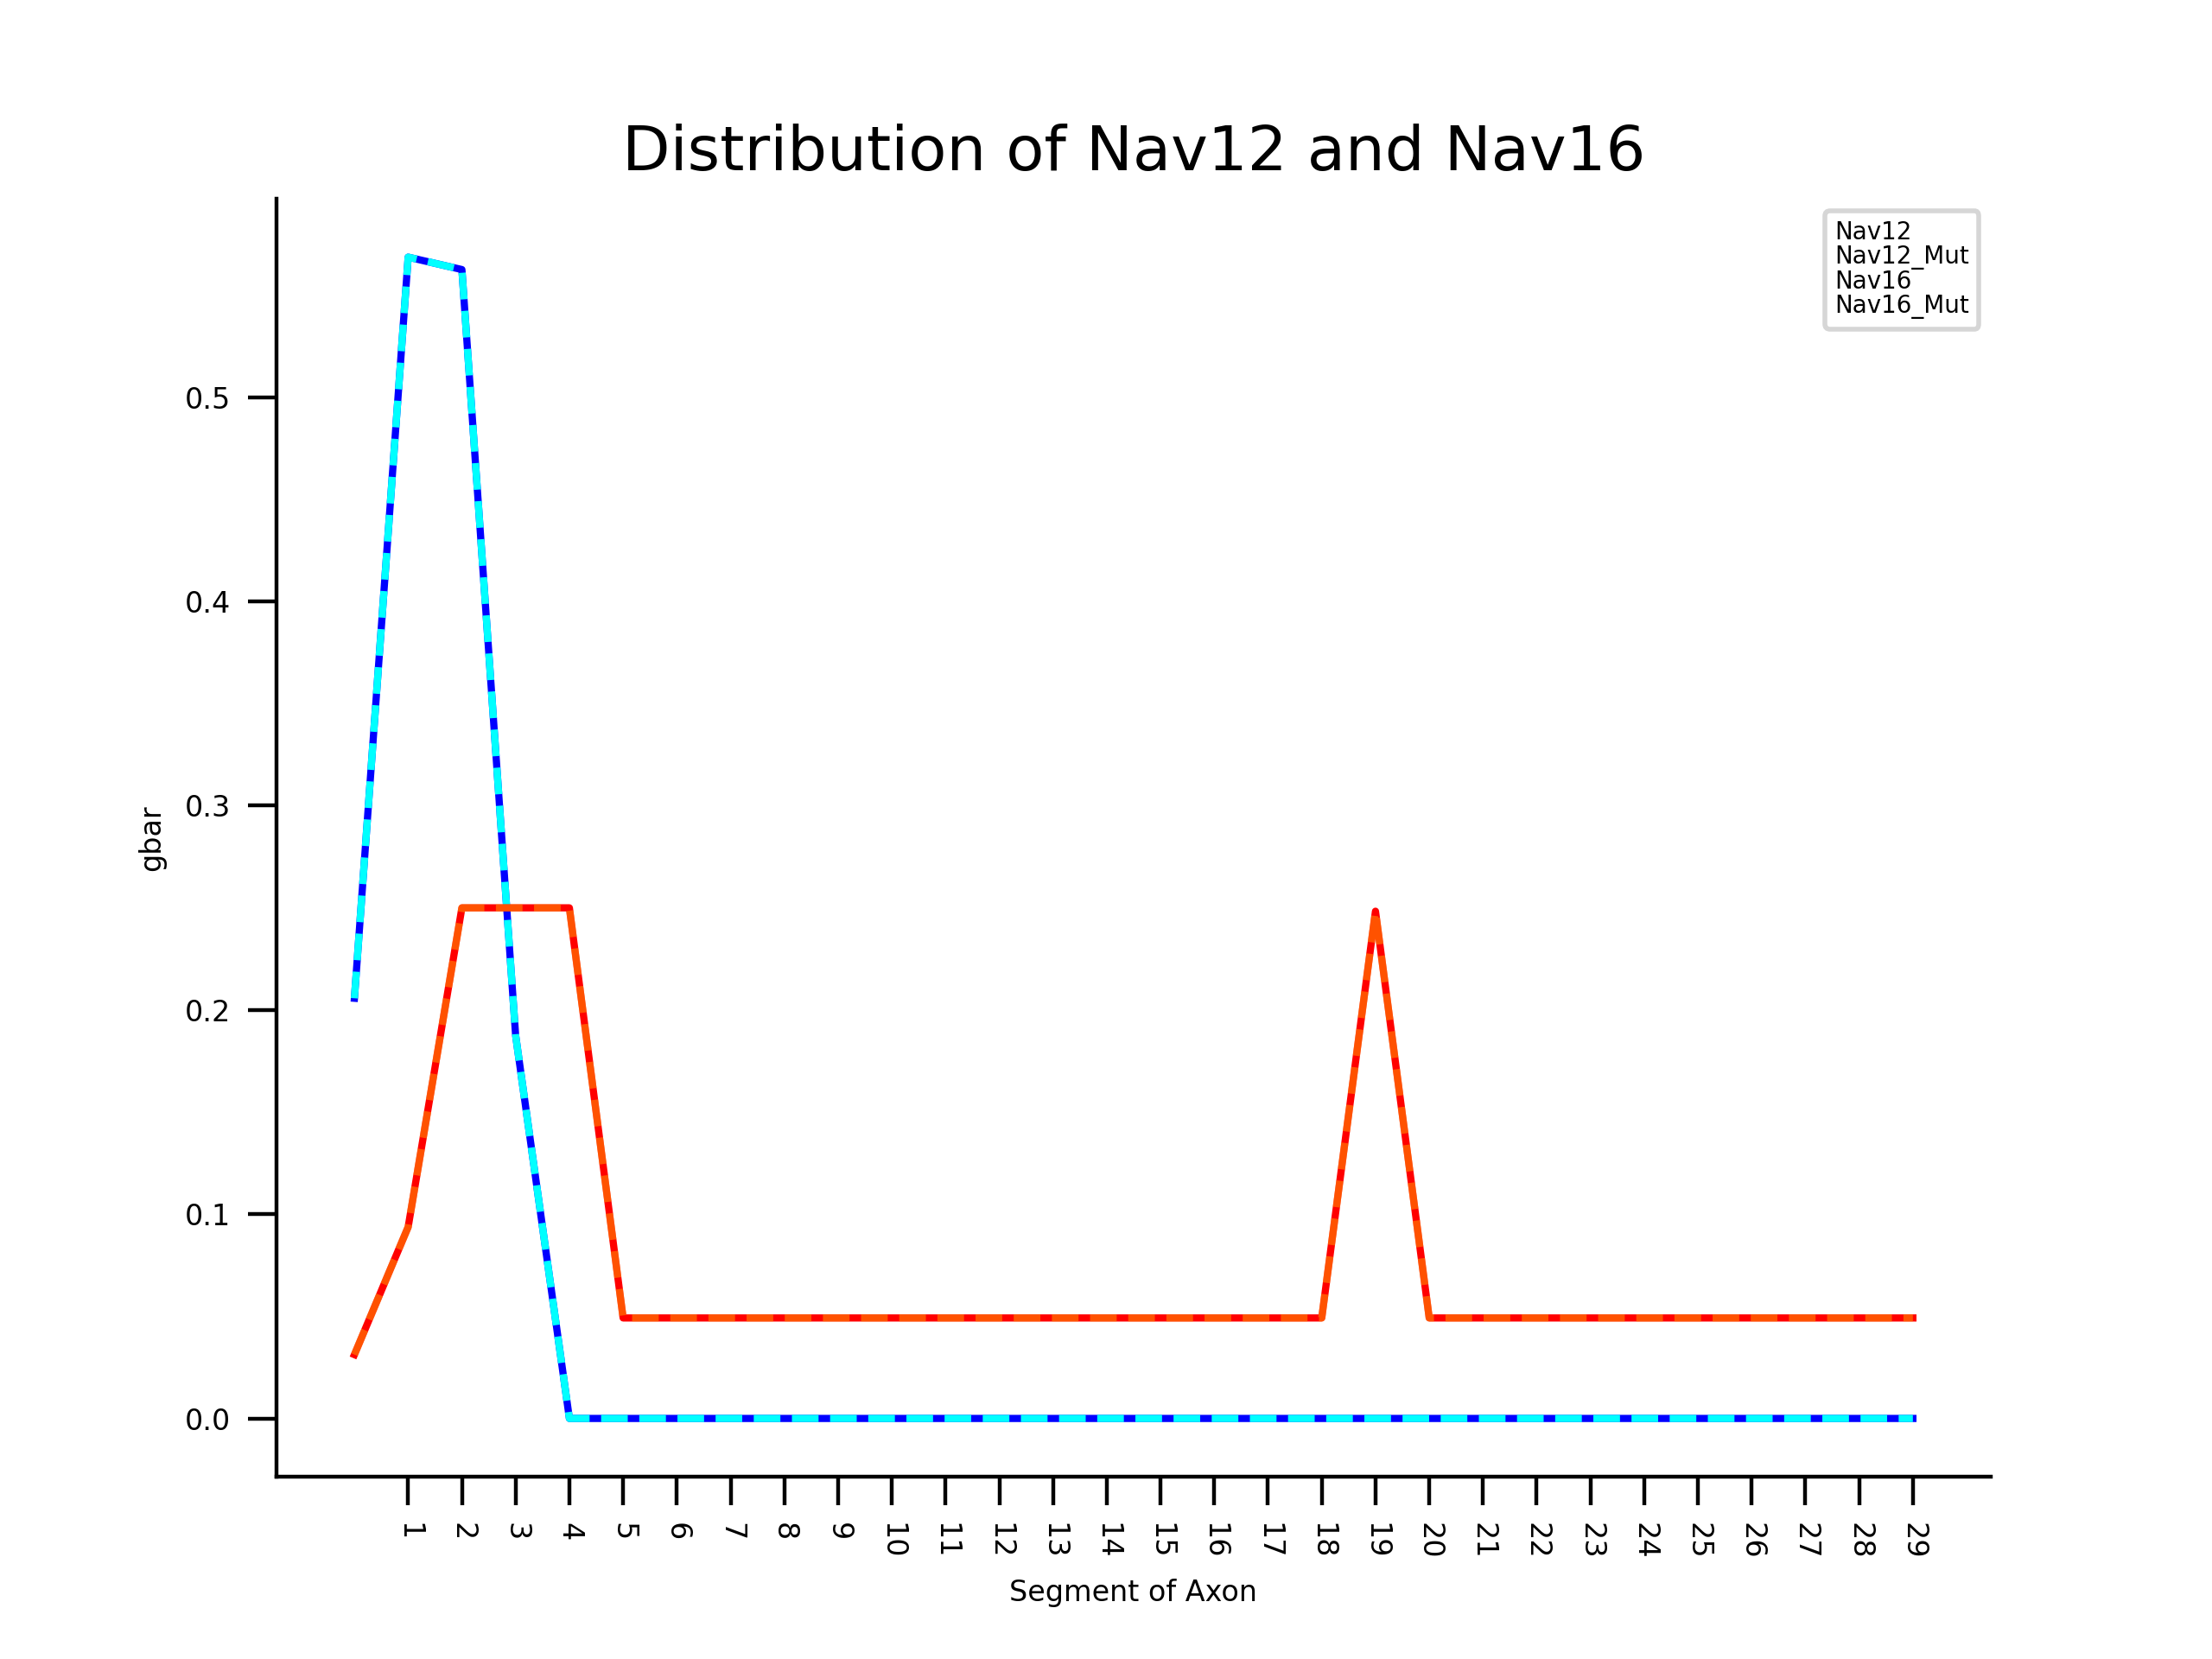 Distribution of Nav12 and Nav16
Nav12
Nav12_Mut
Nav16
Nav16_Mut
0.5
0.4
0.3
0.2
0.1
0.0
gbar
1 2 3 4 5 6 7 8 9 10 11 12 13 14 15 16 17 18 19 20 21 22 23 24 25 26 27 28 29
Segment of Axon